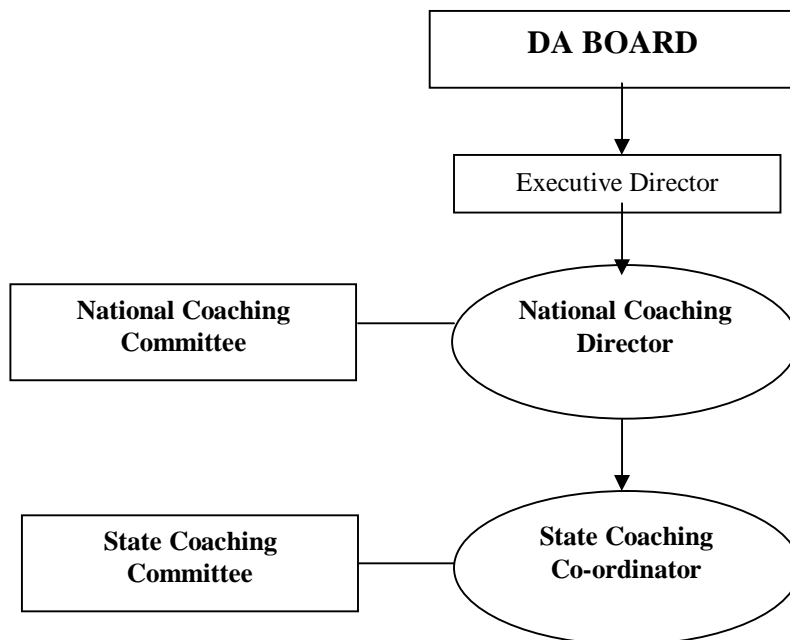 DA BOARD
Executive Director
National Coaching
Committee
National Coaching
Director
State Coaching
Committee
State Coaching
Co-ordinator